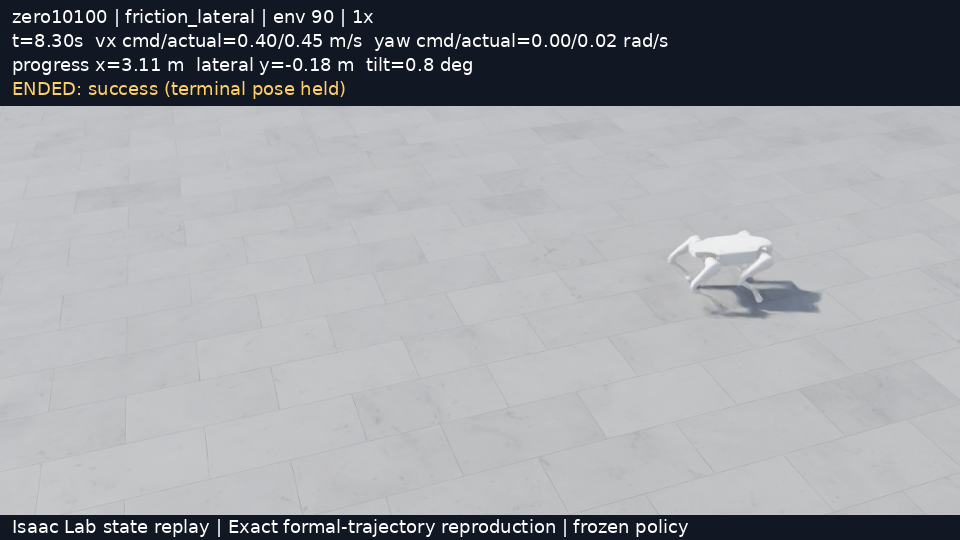 zero10100 | friction_lateral | env 90 | 1x
t=8.30s  vx cmd/actual=0.40/0.45 m/s  yaw cmd/actual=0.00/0.02 rad/s
progress x=3.11 m  lateral y=-0.18 m  tilt=0.8 deg
ENDED: success (terminal pose held)
Isaac Lab state replay | Exact formal-trajectory reproduction | frozen policy